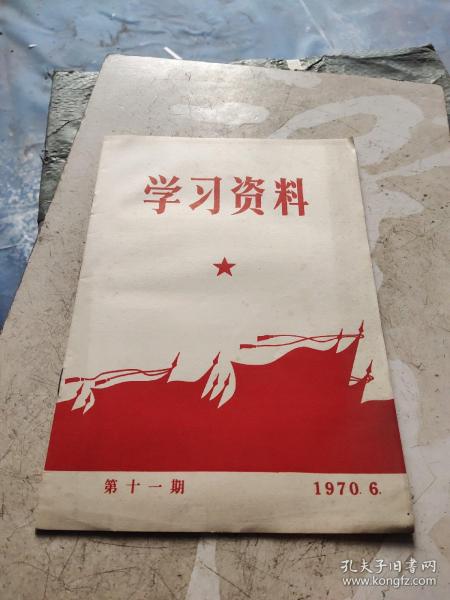 学习资料
第十一期
1970.6.
孔夫子旧书网
www.kongfz.com